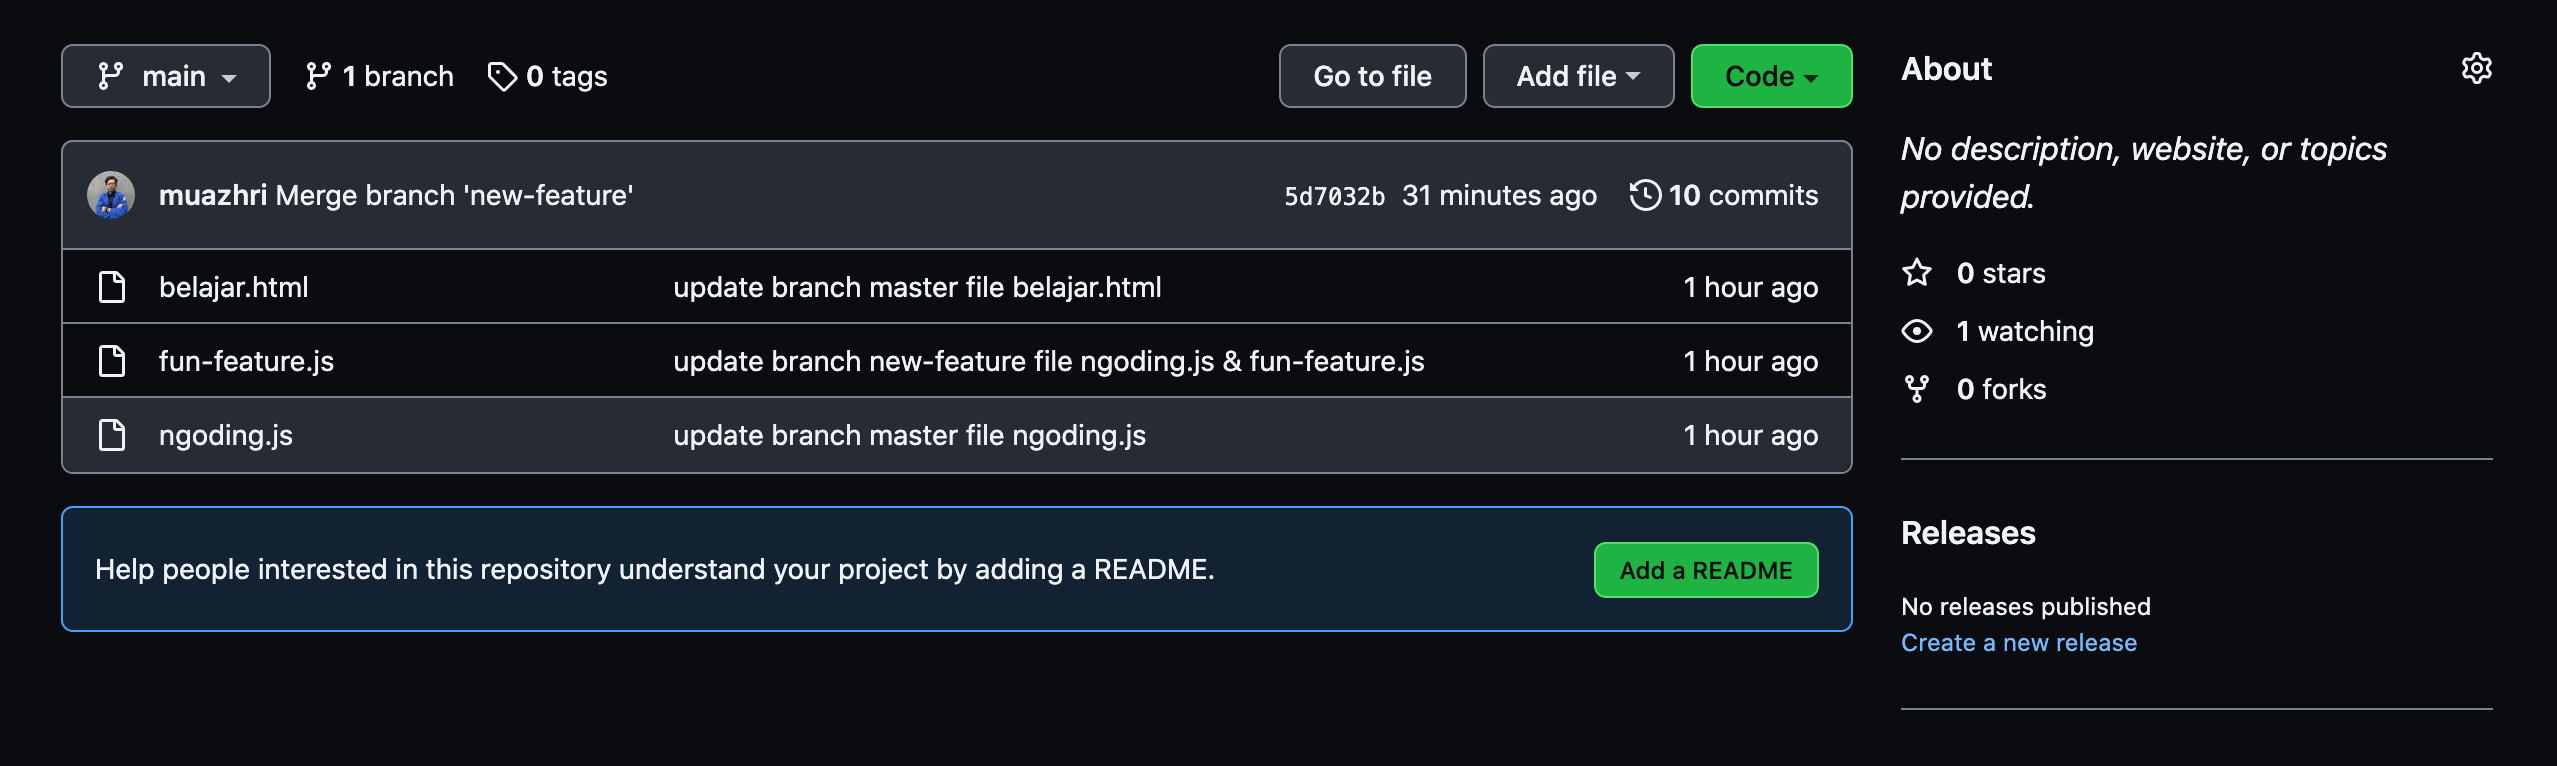 main 1 branch 0 tags Go to file Add file Code
muazhri Merge branch 'new-feature' 5d7032b 31 minutes ago 10 commits
belajar.html update branch master file belajar.html 1 hour ago
fun-feature.js update branch new-feature file ngoding.js & fun-feature.js 1 hour ago
ngoding.js update branch master file ngoding.js 1 hour ago
Help people interested in this repository understand your project by adding a README. Add a README
About
No description, website, or topics
provided.
0 stars
1 watching
0 forks
Releases
No releases published
Create a new release